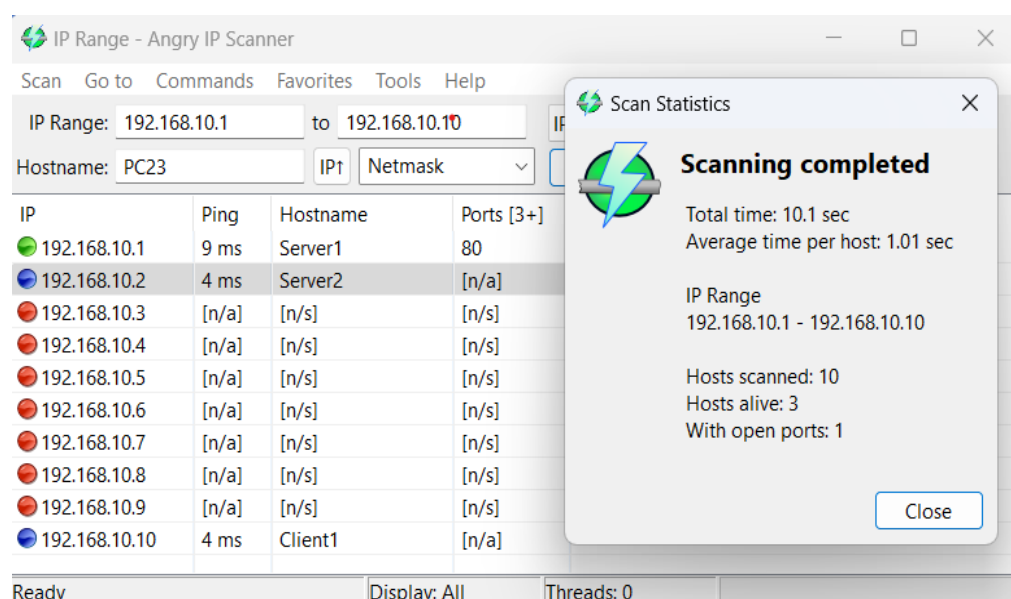 IP Range - Angry IP Scanner
Scan Go to Commands Favorites Tools Help
IP Range: 192.168.10.1 to 192.168.10.10
Hostname: PC23 IP↑ Netmask
IP Ping Hostname Ports [3+]
192.168.10.1 9 ms Server1 80
192.168.10.2 4 ms Server2 [n/a]
192.168.10.3 [n/a] [n/s] [n/s]
192.168.10.4 [n/a] [n/s] [n/s]
192.168.10.5 [n/a] [n/s] [n/s]
192.168.10.6 [n/a] [n/s] [n/s]
192.168.10.7 [n/a] [n/s] [n/s]
192.168.10.8 [n/a] [n/s] [n/s]
192.168.10.9 [n/a] [n/s] [n/s]
192.168.10.10 4 ms Client1 [n/a]
Ready Display: All Threads: 0
Scan Statistics
Scanning completed
Total time: 10.1 sec
Average time per host: 1.01 sec
IP Range
192.168.10.1 - 192.168.10.10
Hosts scanned: 10
Hosts alive: 3
With open ports: 1
Close